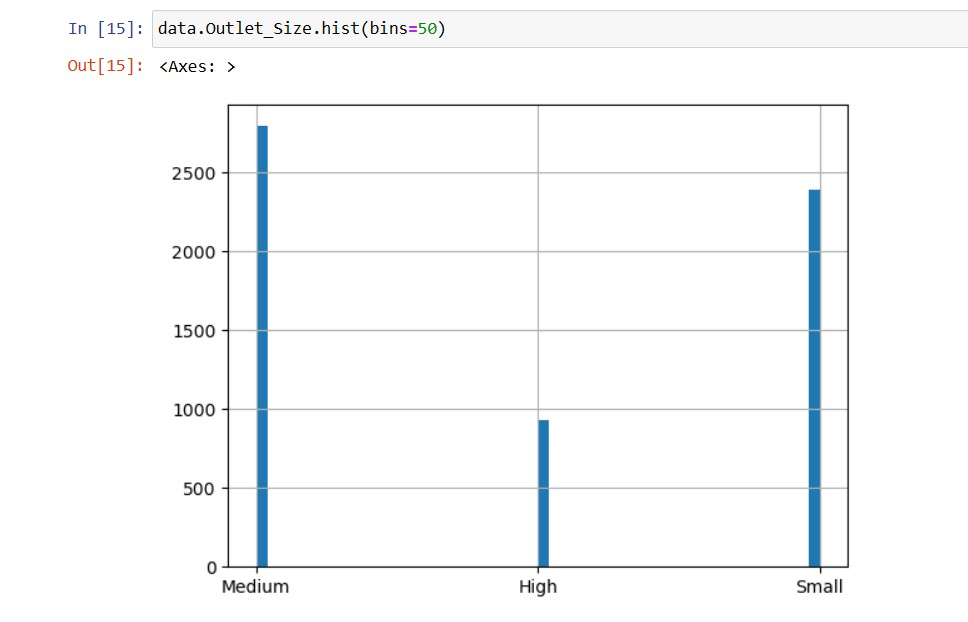 In [15]: data.Outlet_Size.hist(bins=50)
Out[15]: <Axes: >
2500
2000
1500
1000
500
0
Medium High Small